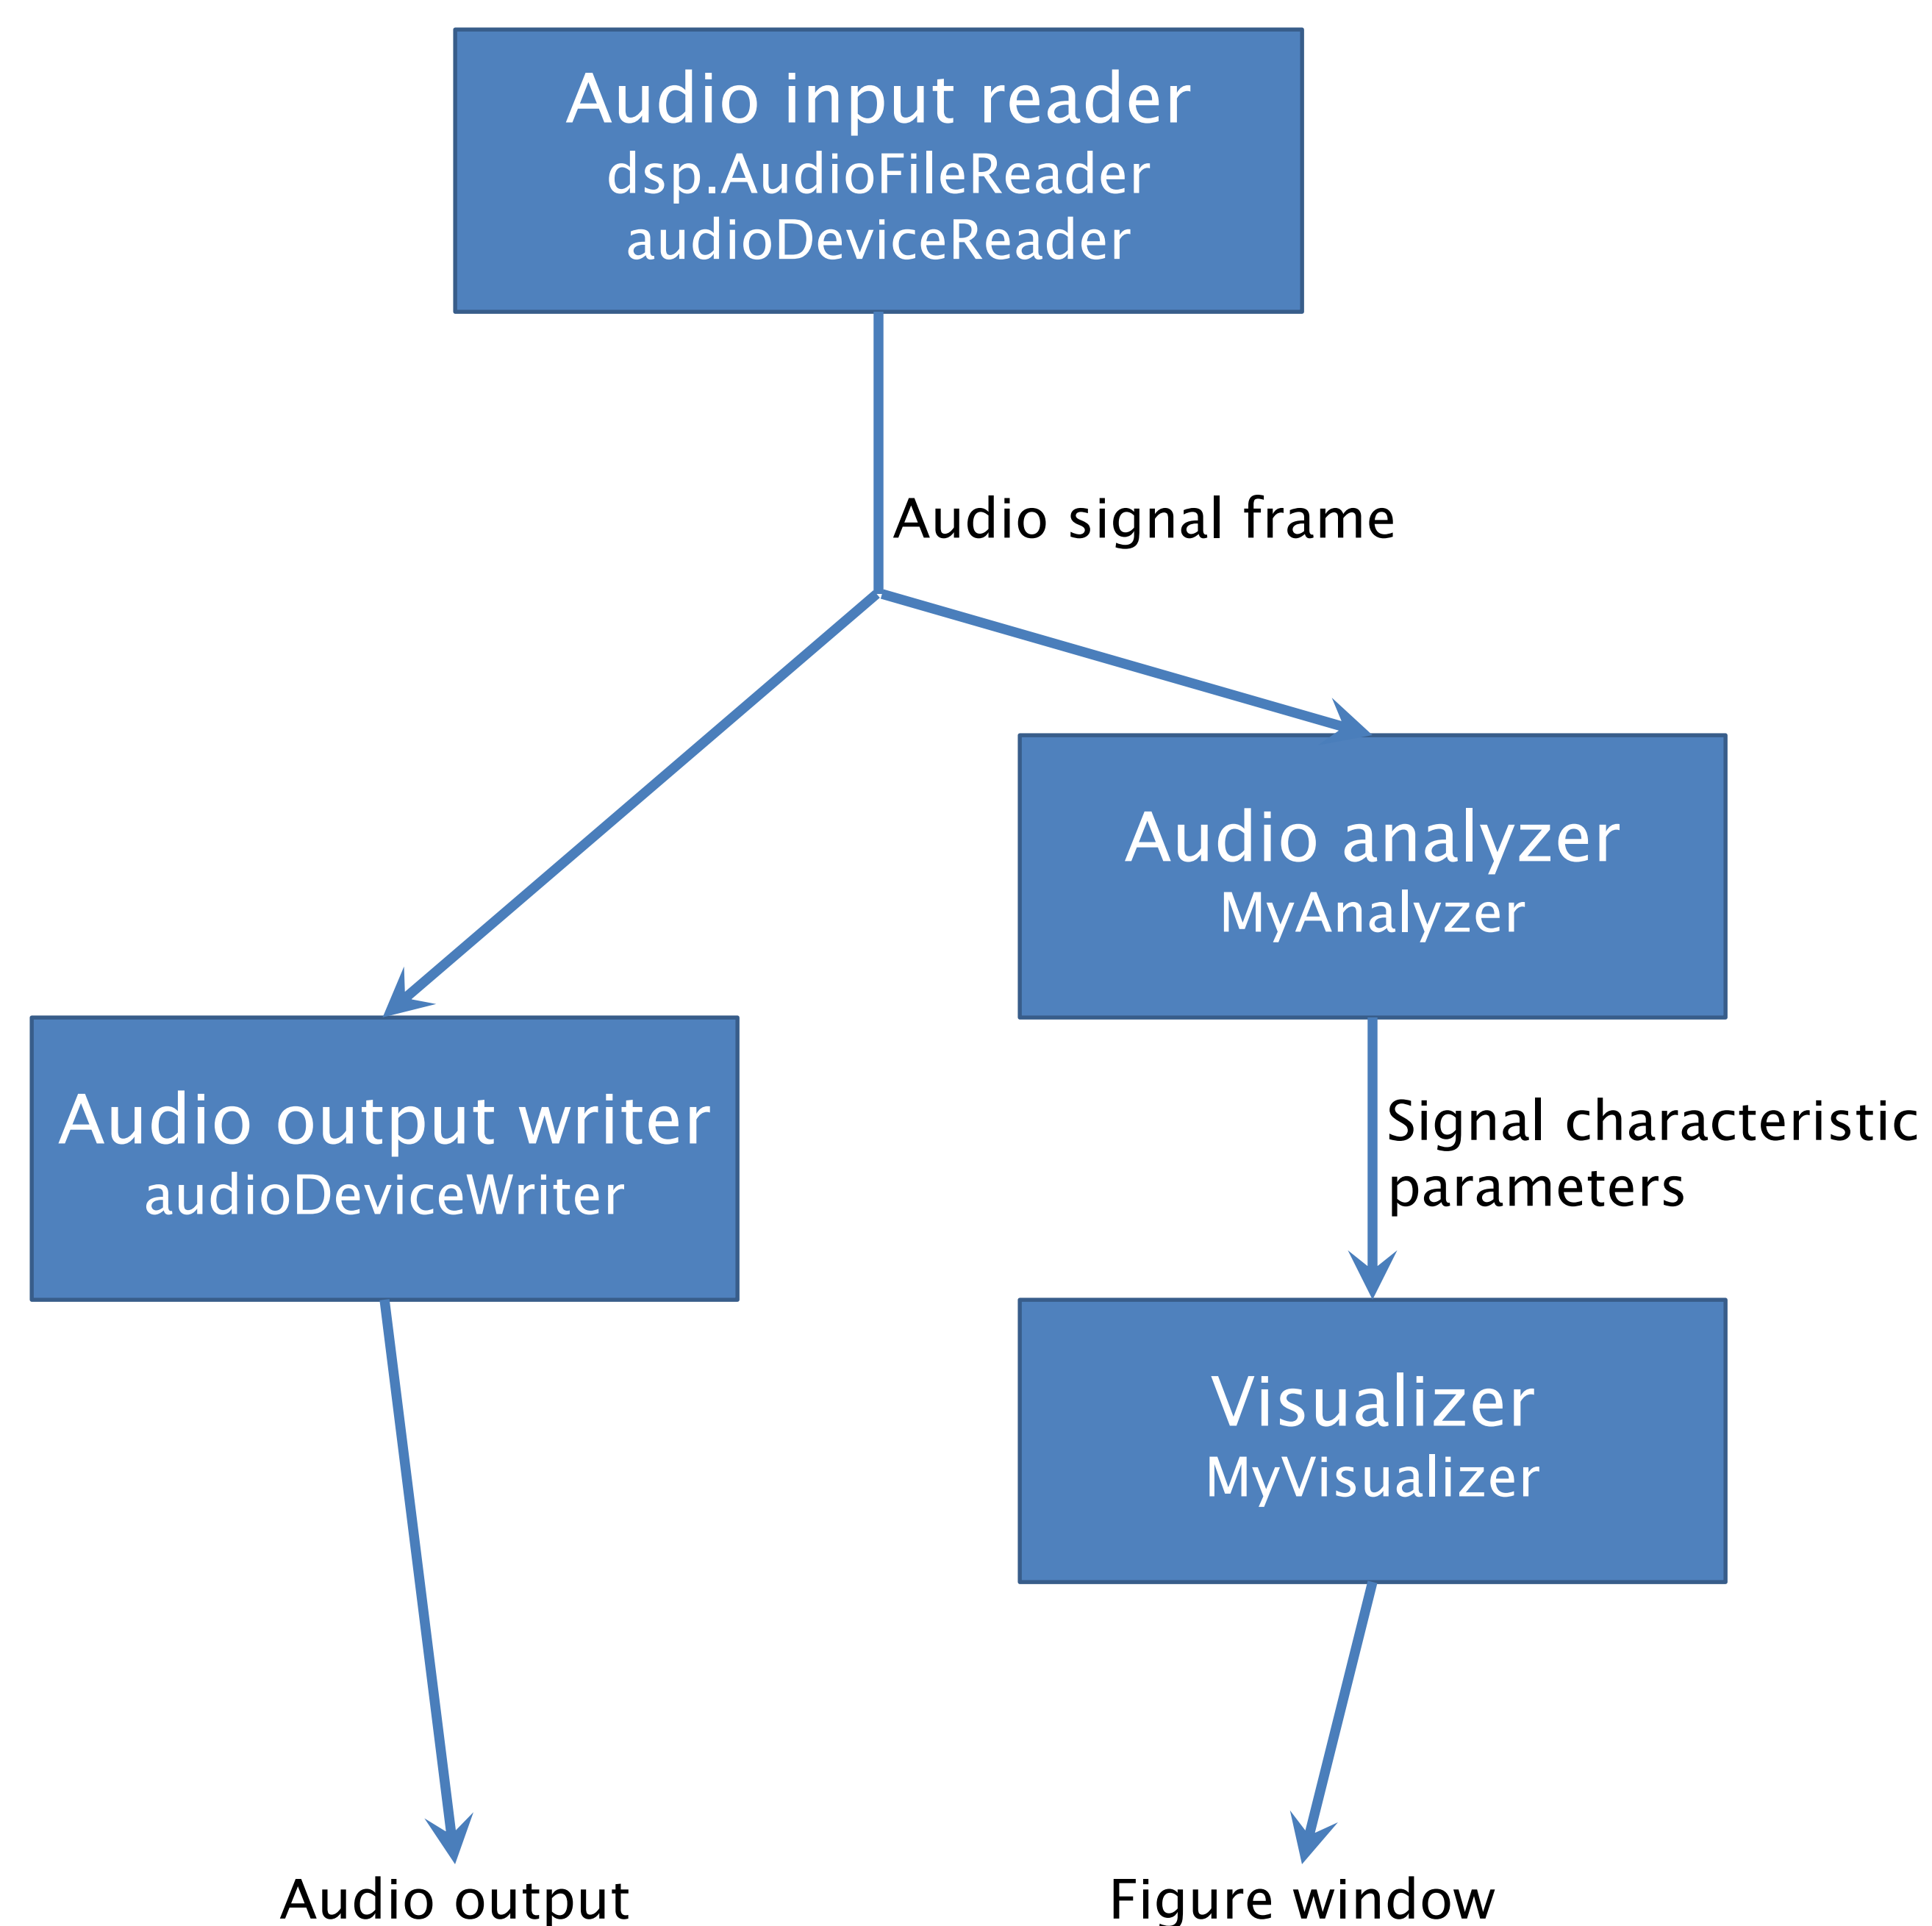 Audio input reader
dsp.AudioFileReader
audioDeviceReader
Audio signal frame
Audio analyzer
MyAnalyzer
Audio output writer
audioDeviceWriter
Signal characteristic
parameters
Visualizer
MyVisualizer
Audio output
Figure window